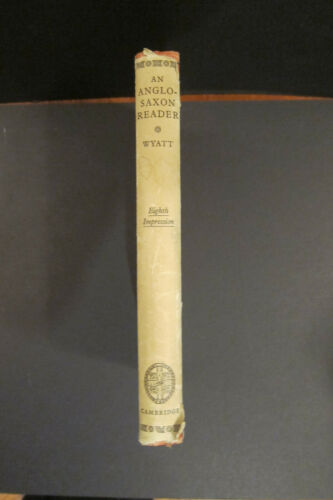 AN
ANGLO-
SAXON
READER
WYATT
Eighth
Impression
CAMBRIDGE